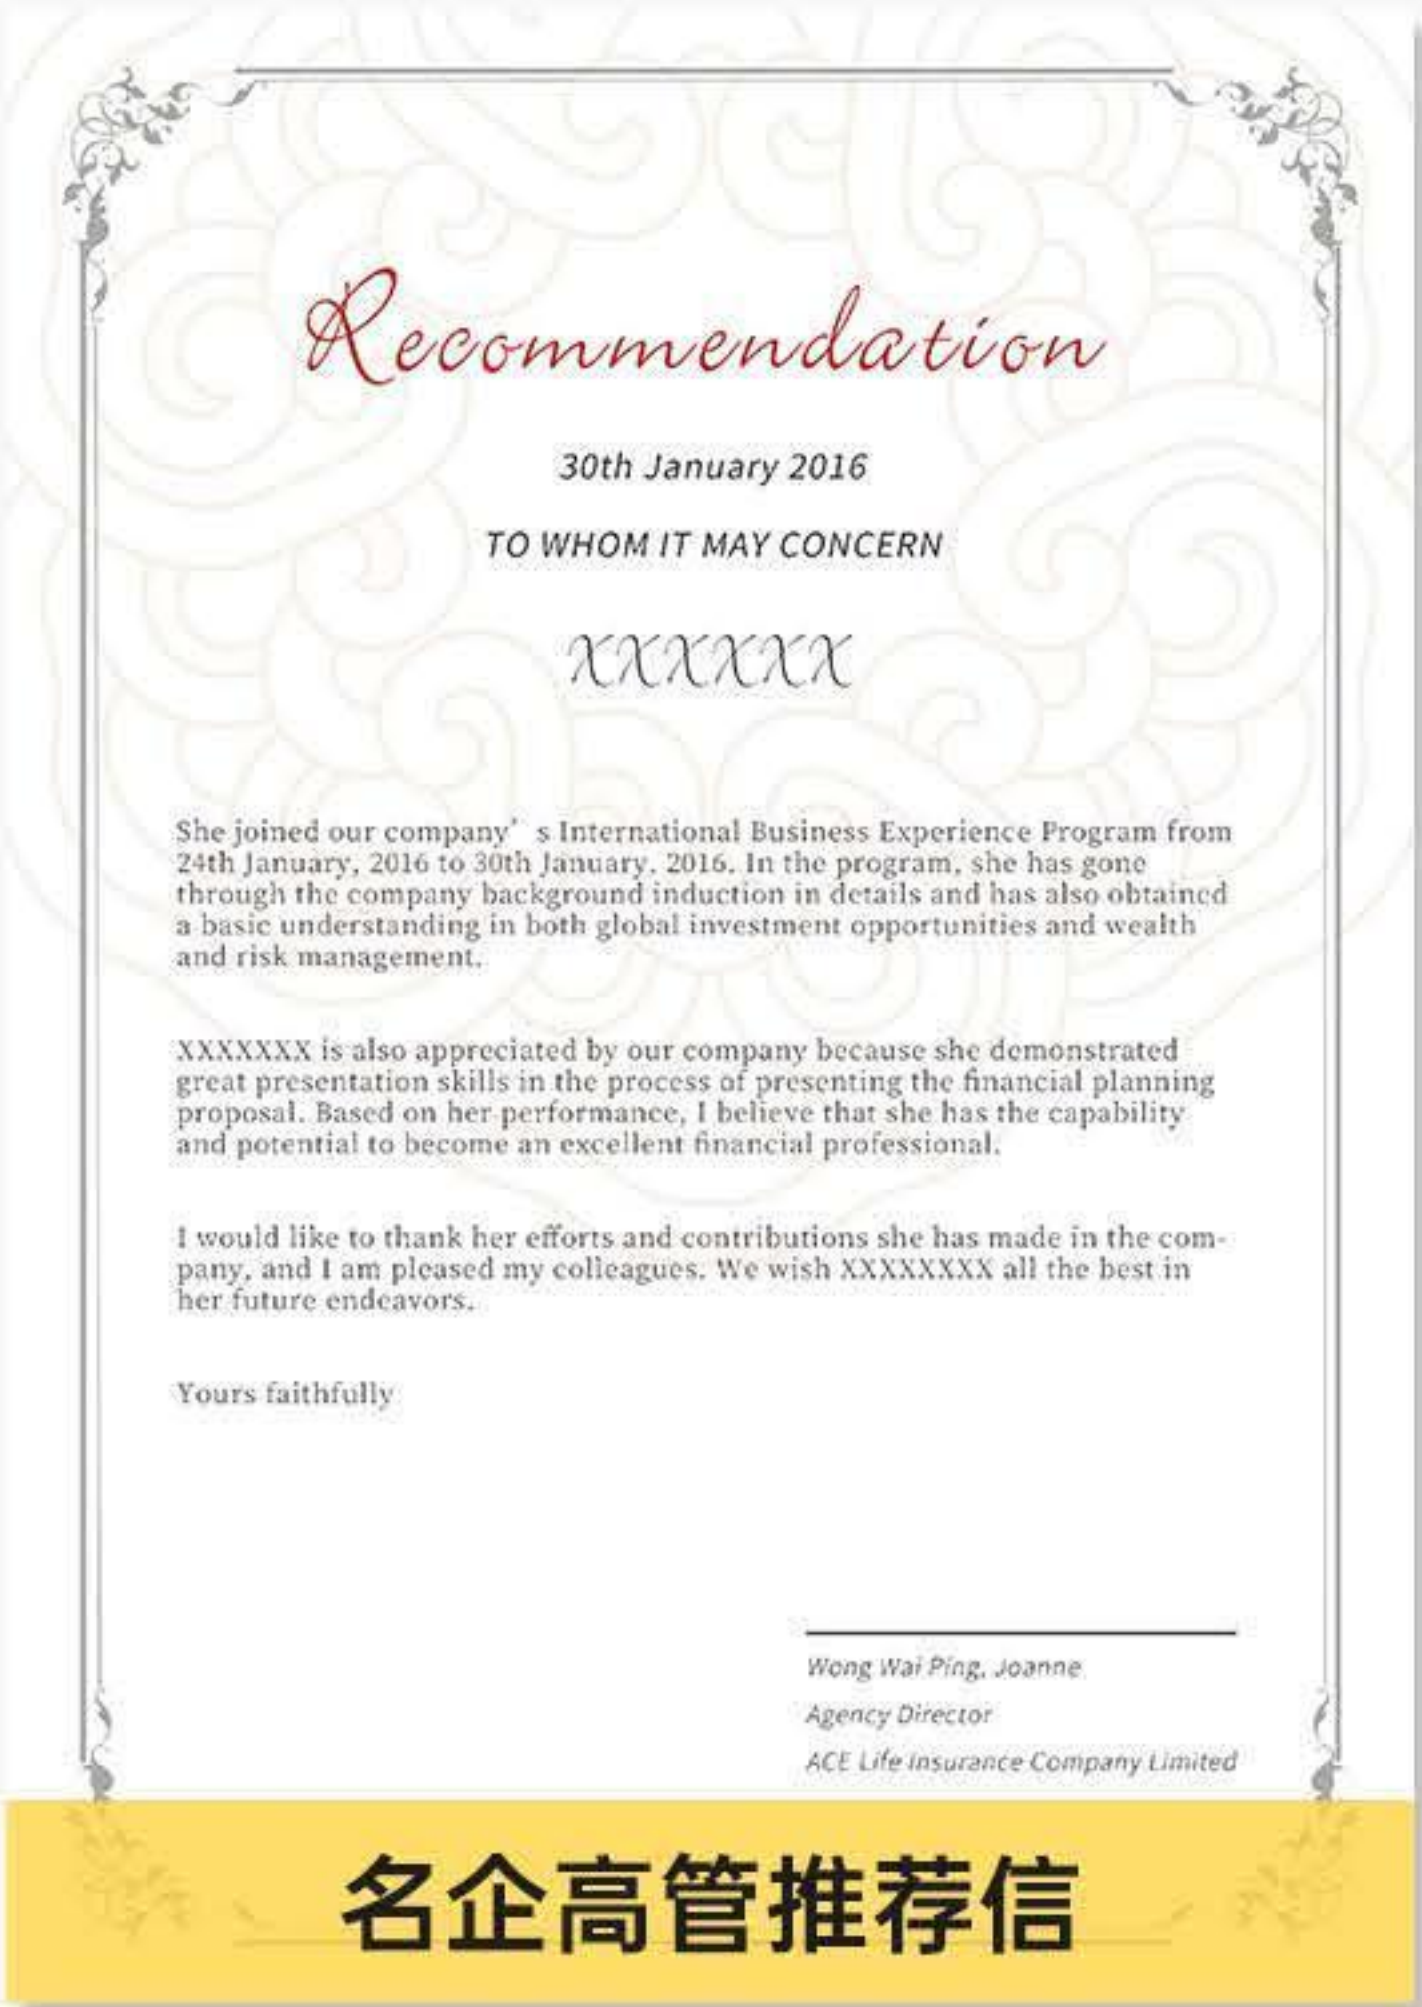 Recommendation
30th January 2016
TO WHOM IT MAY CONCERN
XXXXXX
She joined our company’ s International Business Experience Program from
24th January, 2016 to 30th January. 2016. In the program, she has gone
through the company background induction in details and has also obtained
a basic understanding in both global investment opportunities and wealth
and risk management.
XXXXXXX is also appreciated by our company because she demonstrated
great presentation skills in the process of presenting the financial planning
proposal. Based on her performance, I believe that she has the capability
and potential to become an excellent financial professional.
I would like to thank her efforts and contributions she has made in the com-
pany, and I am pleased my colleagues. We wish XXXXXXXX all the best in
her future endeavors.
Yours faithfully
Wong Wai Ping, Joanne
Agency Director
ACE Life Insurance Company Limited
名企高管推荐信